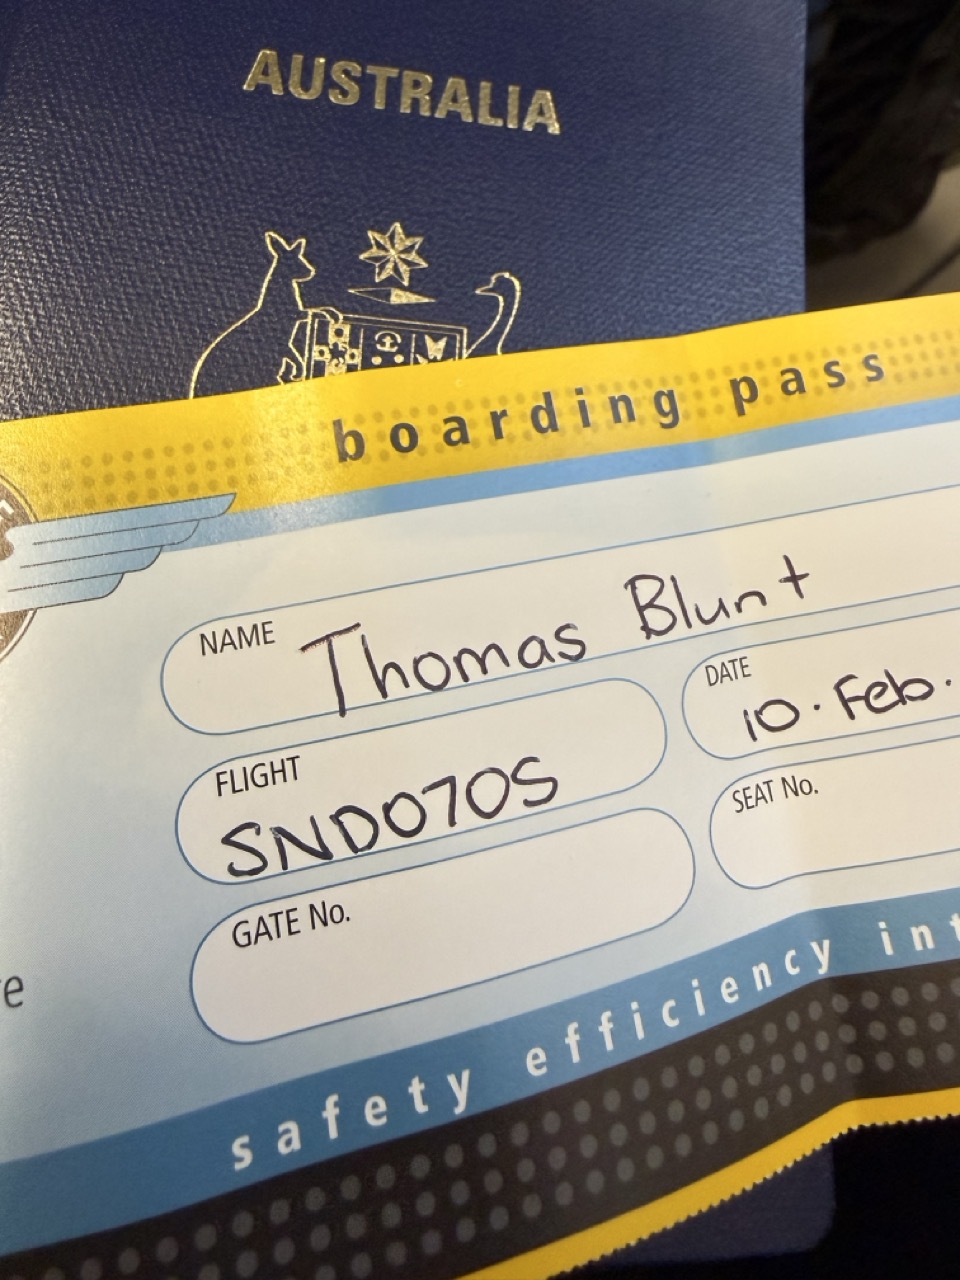 AUSTRALIA
boarding pass
NAME Thomas Blunt
FLIGHT SND070S
DATE 10. Feb.
GATE No.
SEAT No.
safety efficiency